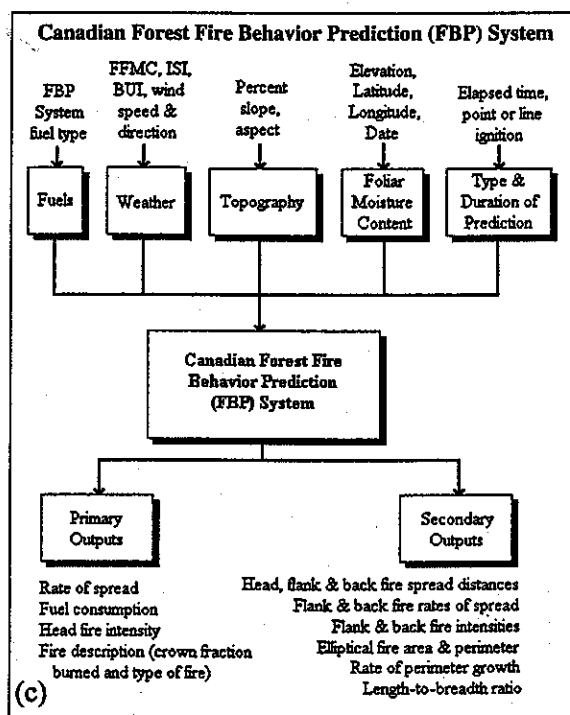 Canadian Forest Fire Behavior Prediction (FBP) System
FBP
System
fuel type
FFMC, ISI,
BUI, wind
speed &
direction
Percent
slope,
aspect
Elevation,
Latitude,
Longitude,
Date
Elapsed time,
point or line
ignition
Fuels
Weather
Topography
Foliar
Moisture
Content
Type &
Duration of
Prediction
Canadian Forest Fire
Behavior Prediction
(FBP) System
Primary
Outputs
Secondary
Outputs
Rate of spread
Fuel consumption
Head fire intensity
Fire description (crown fraction
burned and type of fire)
Head, flank & back fire spread distances
Flank & back fire rates of spread
Flank & back fire intensities
Elliptical fire area & perimeter
Rate of perimeter growth
Length-to-breadth ratio
(c)